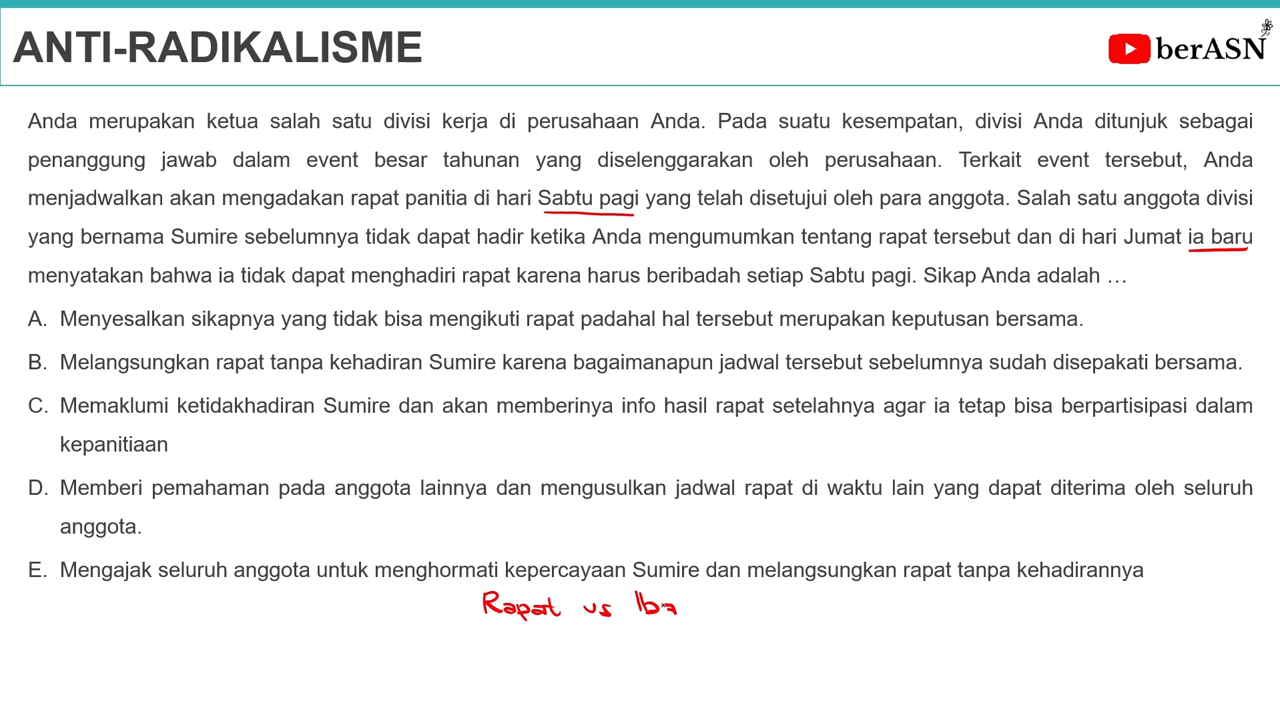 ANTI-RADIKALISME
berASN
Anda merupakan ketua salah satu divisi kerja di perusahaan Anda. Pada suatu kesempatan, divisi Anda ditunjuk sebagai
penanggung jawab dalam event besar tahunan yang diselenggarakan oleh perusahaan. Terkait event tersebut, Anda
menjadwalkan akan mengadakan rapat panitia di hari Sabtu pagi yang telah disetujui oleh para anggota. Salah satu anggota divisi
yang bernama Sumire sebelumnya tidak dapat hadir ketika Anda mengumumkan tentang rapat tersebut dan di hari Jumat ia baru
menyatakan bahwa ia tidak dapat menghadiri rapat karena harus beribadah setiap Sabtu pagi. Sikap Anda adalah …
A. Menyesalkan sikapnya yang tidak bisa mengikuti rapat padahal hal tersebut merupakan keputusan bersama.
B. Melangsungkan rapat tanpa kehadiran Sumire karena bagaimanapun jadwal tersebut sebelumnya sudah disepakati bersama.
C. Memaklumi ketidakhadiran Sumire dan akan memberinya info hasil rapat setelahnya agar ia tetap bisa berpartisipasi dalam
kepanitiaan
D. Memberi pemahaman pada anggota lainnya dan mengusulkan jadwal rapat di waktu lain yang dapat diterima oleh seluruh
anggota.
E. Mengajak seluruh anggota untuk menghormati kepercayaan Sumire dan melangsungkan rapat tanpa kehadirannya
Rapat vs